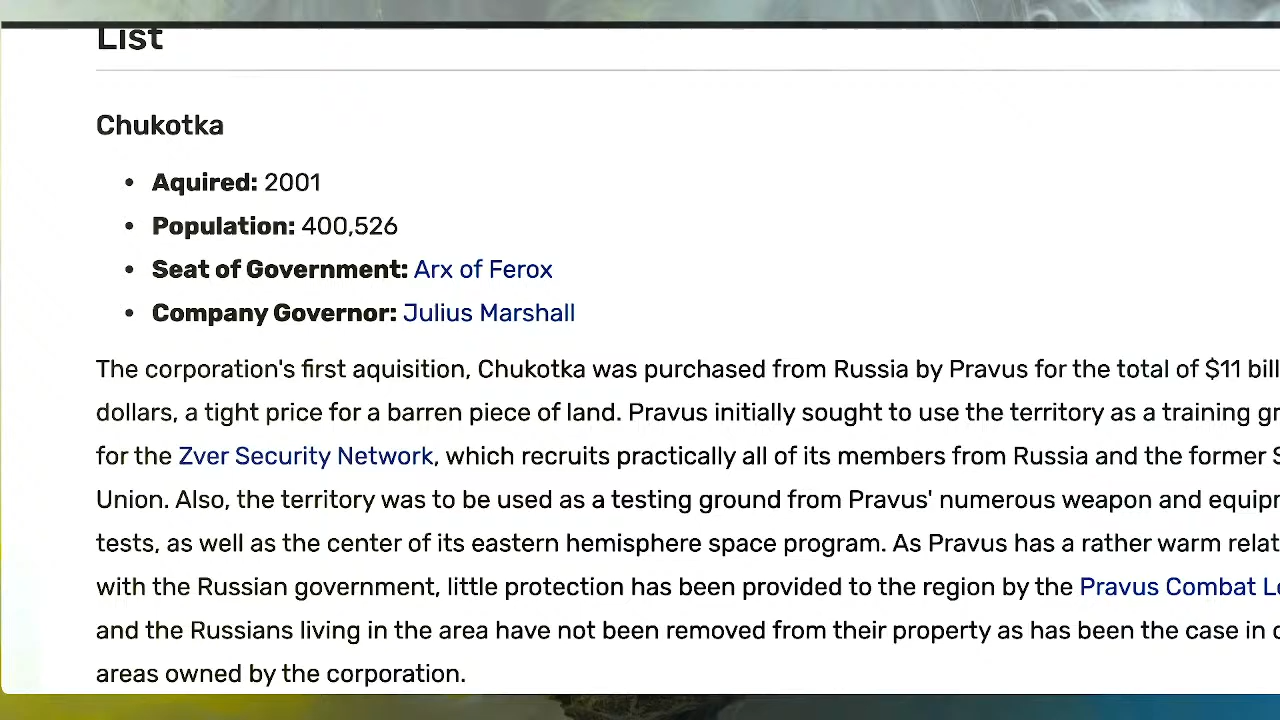 List
Chukotka
Aquired: 2001
Population: 400,526
Seat of Government: Arx of Ferox
Company Governor: Julius Marshall
The corporation's first aquisition, Chukotka was purchased from Russia by Pravus for the total of $11
dollars, a tight price for a barren piece of land. Pravus initially sought to use the territory as a training
for the Zver Security Network, which recruits practically all of its members from Russia and the former
Union. Also, the territory was to be used as a testing ground from Pravus' numerous weapon and
tests, as well as the center of its eastern hemisphere space program. As Pravus has a rather warm
with the Russian government, little protection has been provided to the region by the Pravus Combat
and the Russians living in the area have not been removed from their property as has been the case in
areas owned by the corporation.